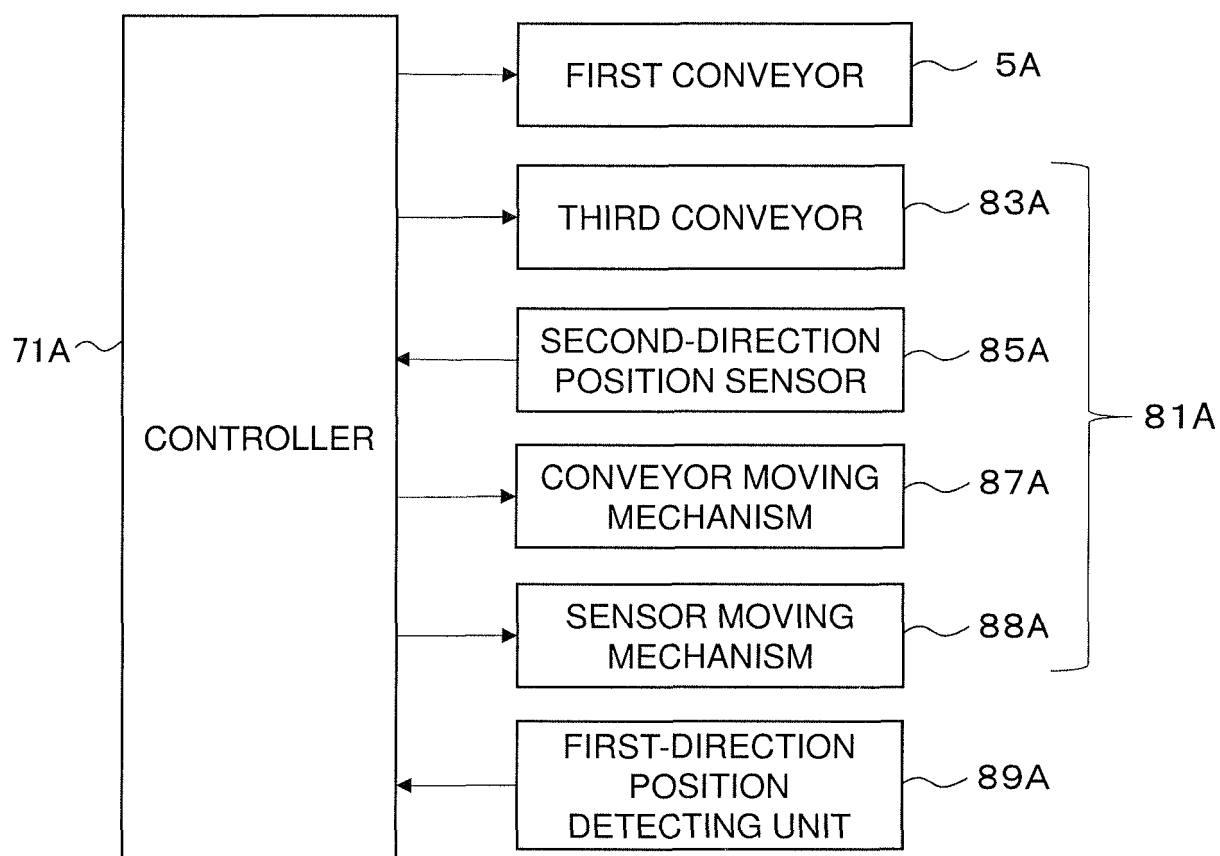 FIRST CONVEYOR
5A
THIRD CONVEYOR
83A
SECOND-DIRECTION
POSITION SENSOR
85A
71A
CONTROLLER
81A
CONVEYOR MOVING
MECHANISM
87A
SENSOR MOVING
MECHANISM
88A
FIRST-DIRECTION
POSITION
DETECTING UNIT
89A